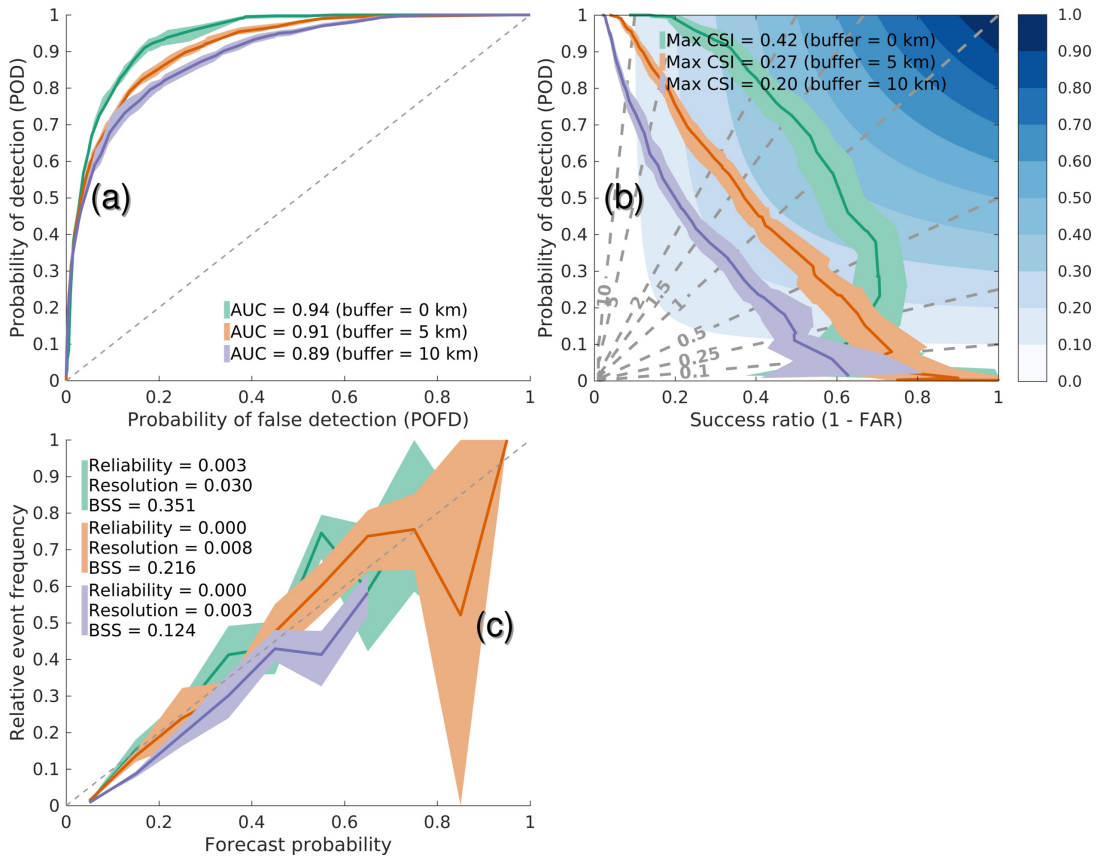 1
0.9
0.8
0.7
0.6
0.5
0.4
0.3
0.2
0.1
0
Probability of detection (POD)
(a)
AUC = 0.94 (buffer = 0 km)
AUC = 0.91 (buffer = 5 km)
AUC = 0.89 (buffer = 10 km)
0 0.2 0.4 0.6 0.8 1
Probability of false detection (POFD)
1
0.9
0.8
0.7
0.6
0.5
0.4
0.3
0.2
0.1
0
Probability of detection (POD)
Max CSI = 0.42 (buffer = 0 km)
Max CSI = 0.27 (buffer = 5 km)
Max CSI = 0.20 (buffer = 10 km)
(b)
10
2
1.5
1
0.5
0.25
0.1
0 0.2 0.4 0.6 0.8 1
Success ratio (1 - FAR)
1.0
0.90
0.80
0.70
0.60
0.50
0.40
0.30
0.20
0.10
0.0
1
0.9
0.8
0.7
0.6
0.5
0.4
0.3
0.2
0.1
0
Relative event frequency
Reliability = 0.003
Resolution = 0.030
BSS = 0.351
Reliability = 0.000
Resolution = 0.008
BSS = 0.216
Reliability = 0.000
Resolution = 0.003
BSS = 0.124
(c)
0 0.2 0.4 0.6 0.8 1
Forecast probability